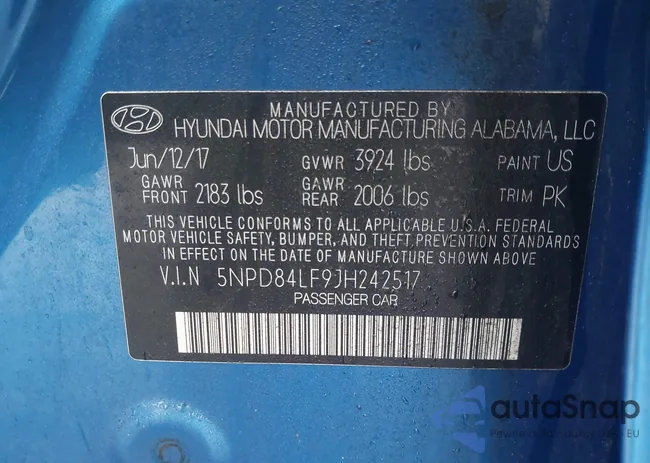 MANUFACTURED BY
HYUNDAI MOTOR MANUFACTURING ALABAMA, LLC
Jun/12/17 GVWR 3924 lbs PAINT US
GAWR FRONT 2183 lbs GAWR REAR 2006 lbs TRIM PK
THIS VEHICLE CONFORMS TO ALL APPLICABLE U.S.A. FEDERAL
MOTOR VEHICLE SAFETY, BUMPER, AND THEFT PREVENTION STANDARDS
IN EFFECT ON THE DATE OF MANUFACTURE SHOWN ABOVE
V.I.N 5NPD84LF9JH242517
PASSENGER CAR
autaSnap